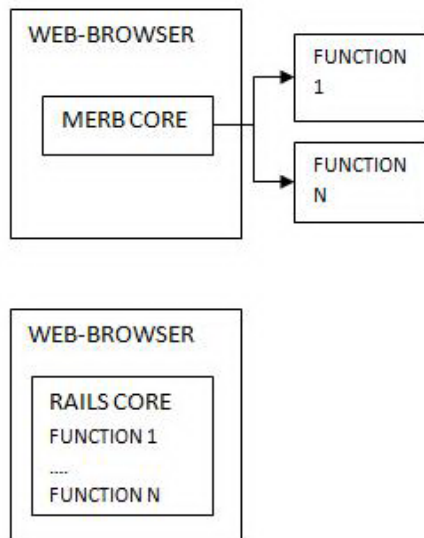 WEB-BROWSER
MERB CORE
FUNCTION
1
FUNCTION
N
WEB-BROWSER
RAILS CORE
FUNCTION 1
....
FUNCTION N